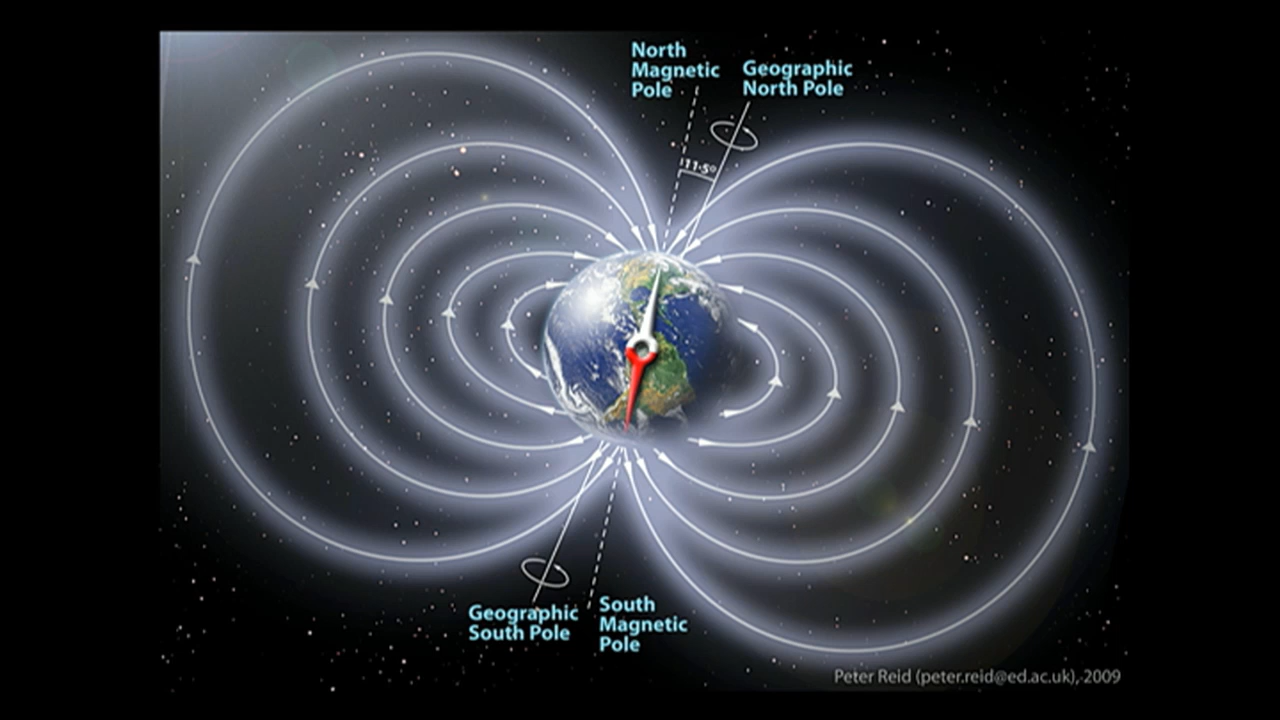 North
Magnetic
Pole
Geographic
North Pole
11·5°
Geographic
South Pole
South
Magnetic
Pole
Peter Reid (peter.reid@ed.ac.uk), 2009